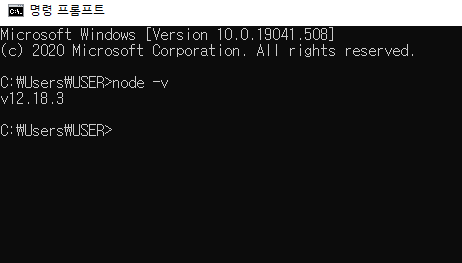 명령 프롬프트
Microsoft Windows [Version 10.0.19041.508]
(c) 2020 Microsoft Corporation. All rights reserved.
C:₩Users₩USER>node -v
v12.18.3
C:₩Users₩USER>